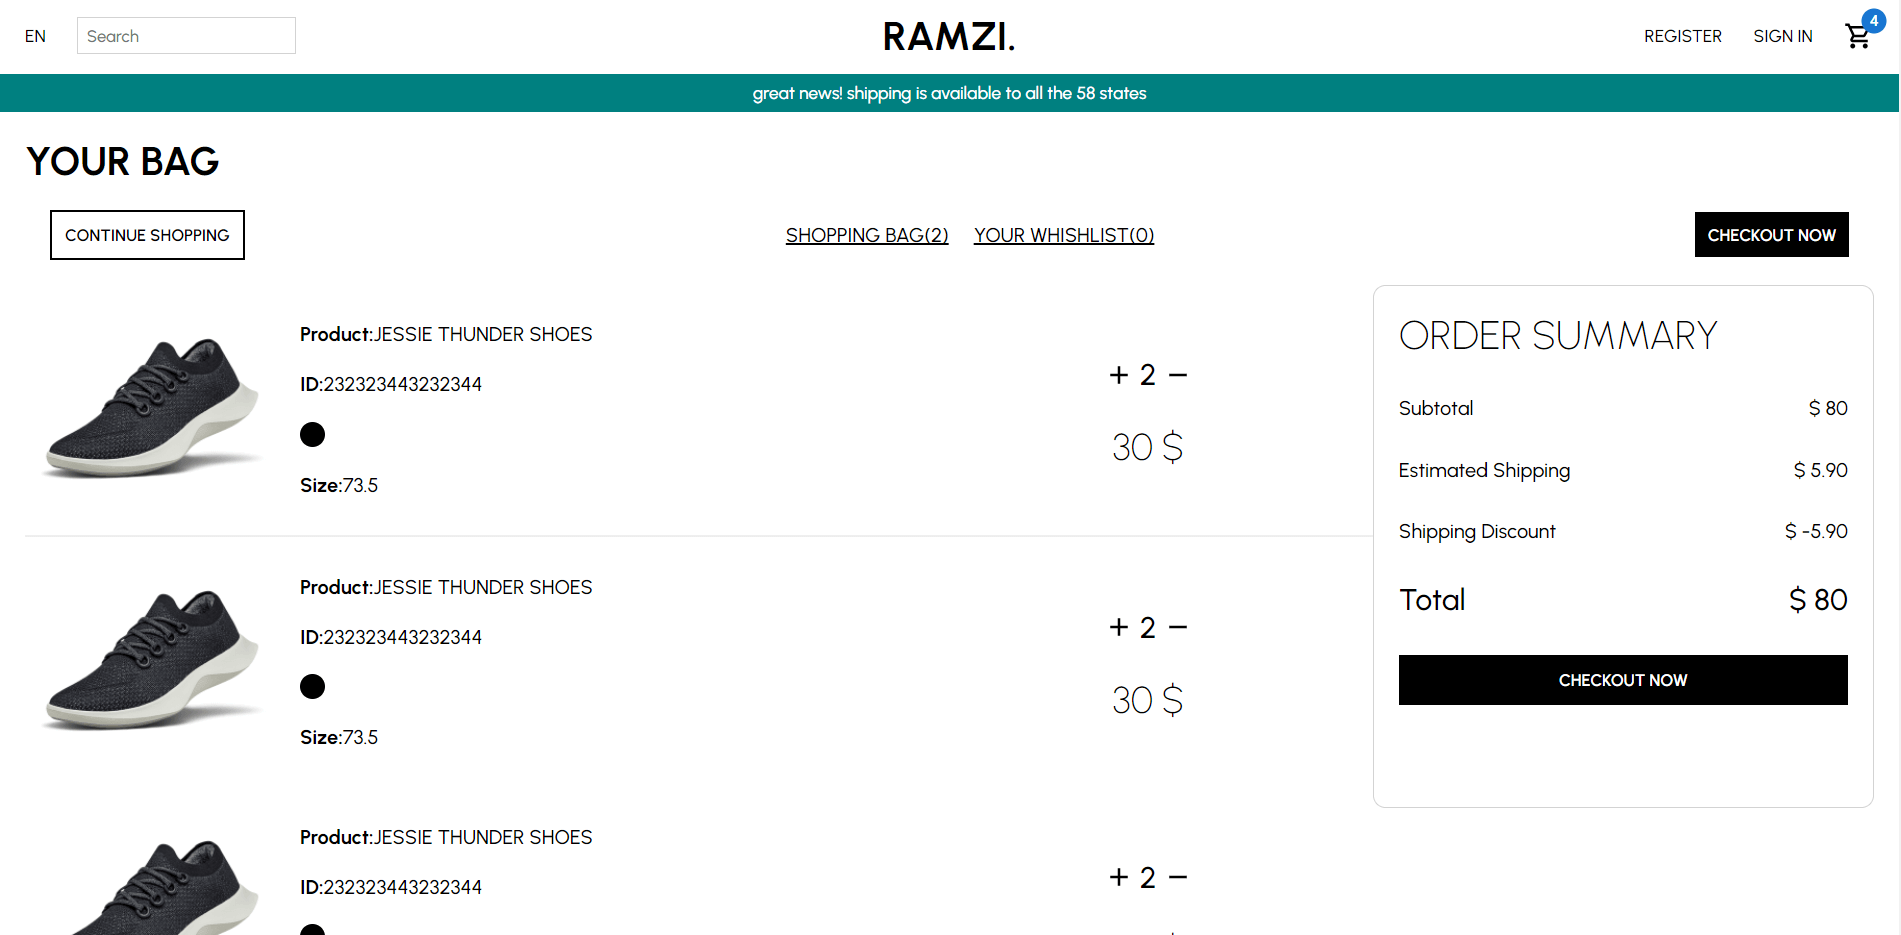 EN
Search
RAMZI.
REGISTER
SIGN IN
4
great news! shipping is available to all the 58 states
YOUR BAG
CONTINUE SHOPPING
SHOPPING BAG(2)
YOUR WHISHLIST(0)
CHECKOUT NOW
Product:JESSIE THUNDER SHOES
ID:232323443232344
Size:73.5
+ 2 −
30 $
Product:JESSIE THUNDER SHOES
ID:232323443232344
Size:73.5
+ 2 −
30 $
Product:JESSIE THUNDER SHOES
ID:232323443232344
+ 2 −
ORDER SUMMARY
Subtotal $ 80
Estimated Shipping $ 5.90
Shipping Discount $ -5.90
Total $ 80
CHECKOUT NOW